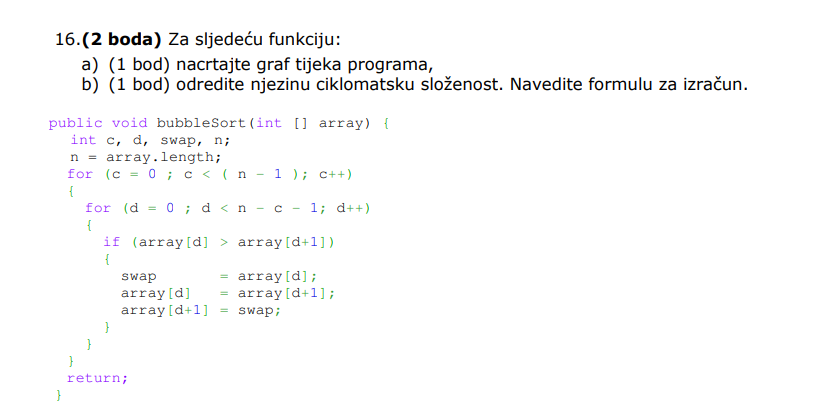 16.(2 boda) Za sljedeću funkciju:
a) (1 bod) nacrtajte graf tijeka programa,
b) (1 bod) odredite njezinu ciklomatsku složenost. Navedite formulu za izračun.
public void bubbleSort(int [] array) {
int c, d, swap, n;
n = array.length;
for (c = 0 ; c < ( n - 1 ); c++)
{
for (d = 0 ; d < n - c - 1; d++)
{
if (array[d] > array[d+1])
{
swap = array[d];
array[d] = array[d+1];
array[d+1] = swap;
}
}
}
return;
}